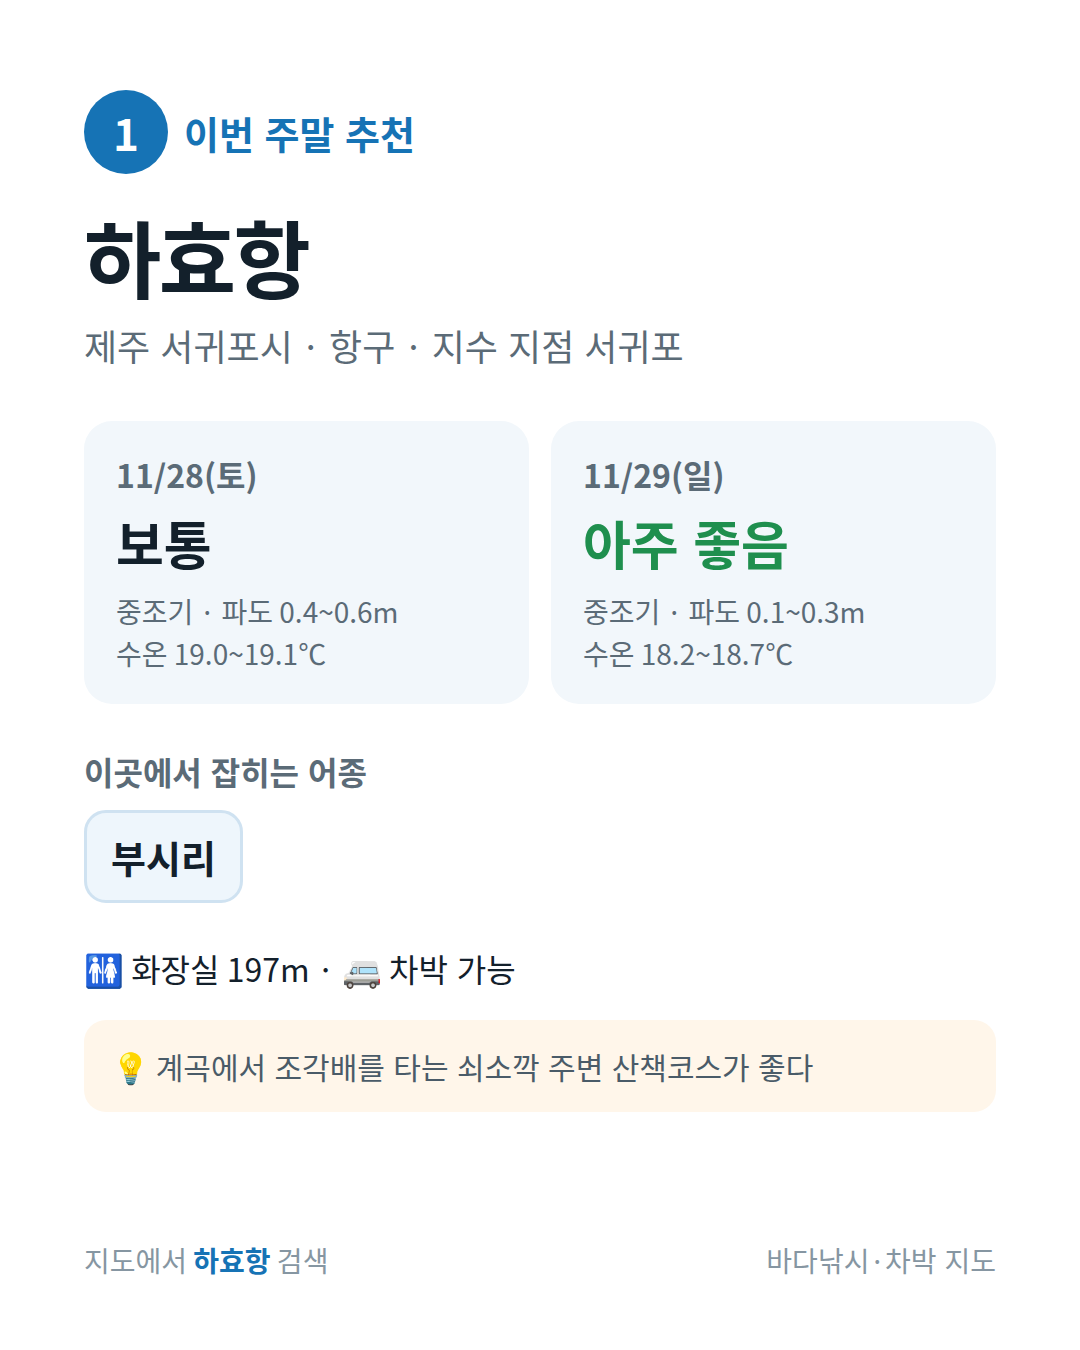 1 이번 주말 추천
하효항
제주 서귀포시 · 항구 · 지수 지점 서귀포
11/28(토)
보통
중조기 · 파도 0.4~0.6m
수온 19.0~19.1℃
11/29(일)
아주 좋음
중조기 · 파도 0.1~0.3m
수온 18.2~18.7℃
이곳에서 잡히는 어종
부시리
🚻 화장실 197m · 🚐 차박 가능
💡 계곡에서 조각배를 타는 쇠소깍 주변 산책코스가 좋다
지도에서 하효항 검색
바다낚시·차박 지도